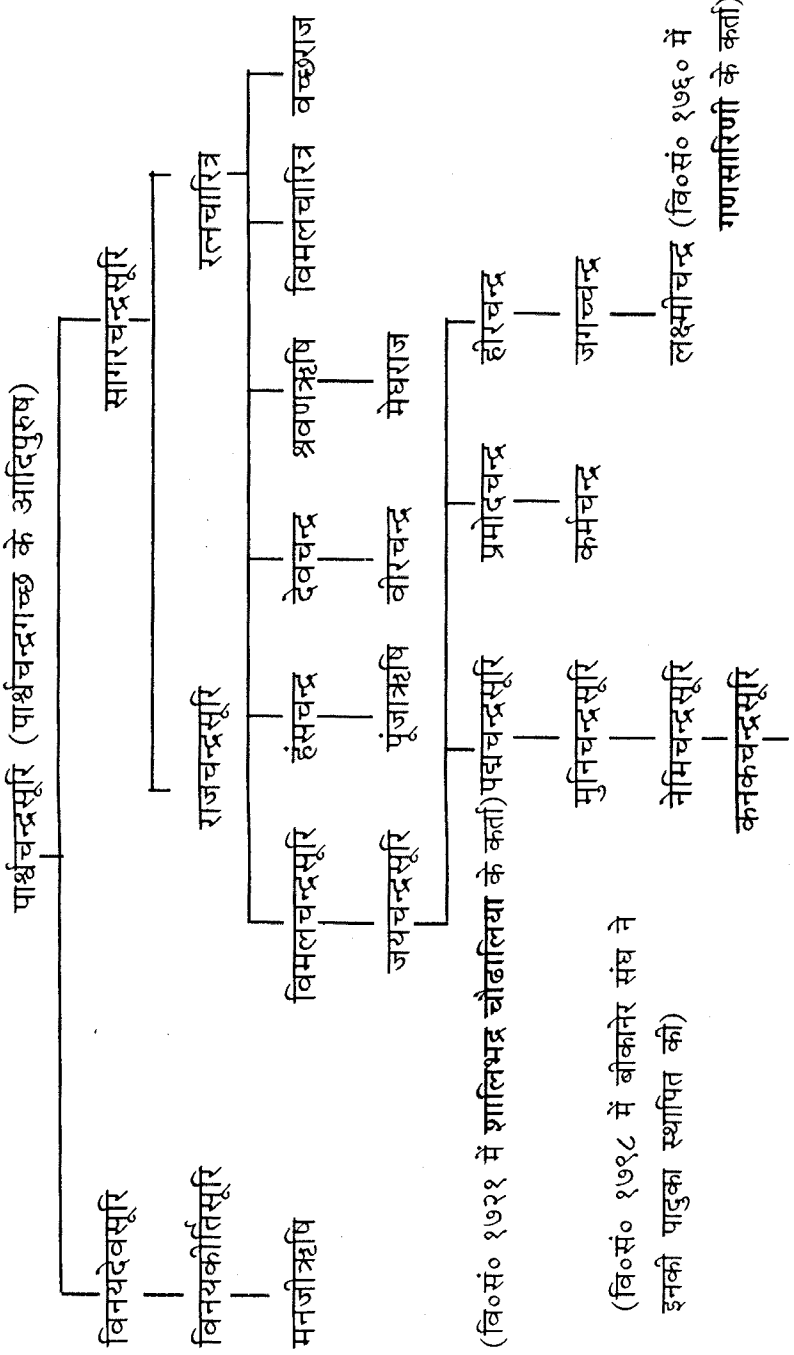 पार्श्वचन्द्रसूरि (पार्श्वचन्द्रगच्छ के आदिपुरुष)
विनयदेवसूरि सागरचन्द्रसूरि
विनयकीर्तिसूरि राजचन्द्रसूरि रत्नचारित्र
मनजीऋषि विमलचन्द्रसूरि हंसचन्द्र देवचन्द्र श्रवणऋषि विमलचारित्र वच्छराज
जयचन्द्रसूरि पूंजाऋषि वीरचन्द्र मेघराज
(वि०सं० १७२१ में शालिभद्र चौढालिया के कर्ता) पद्मचन्द्रसूरि प्रमोदचन्द्र हीरचन्द्र
मुनिचन्द्रसूरि कर्मचन्द्र जगच्चन्द्र
(वि०सं० १७९८ में बीकानेर संघ ने
इनकी पादुका स्थापित की)
नेमिचन्द्रसूरि लक्ष्मीचन्द्र (वि०सं० १७६० में
गणसारिणी के कर्ता)
कनकचन्द्रसूरि